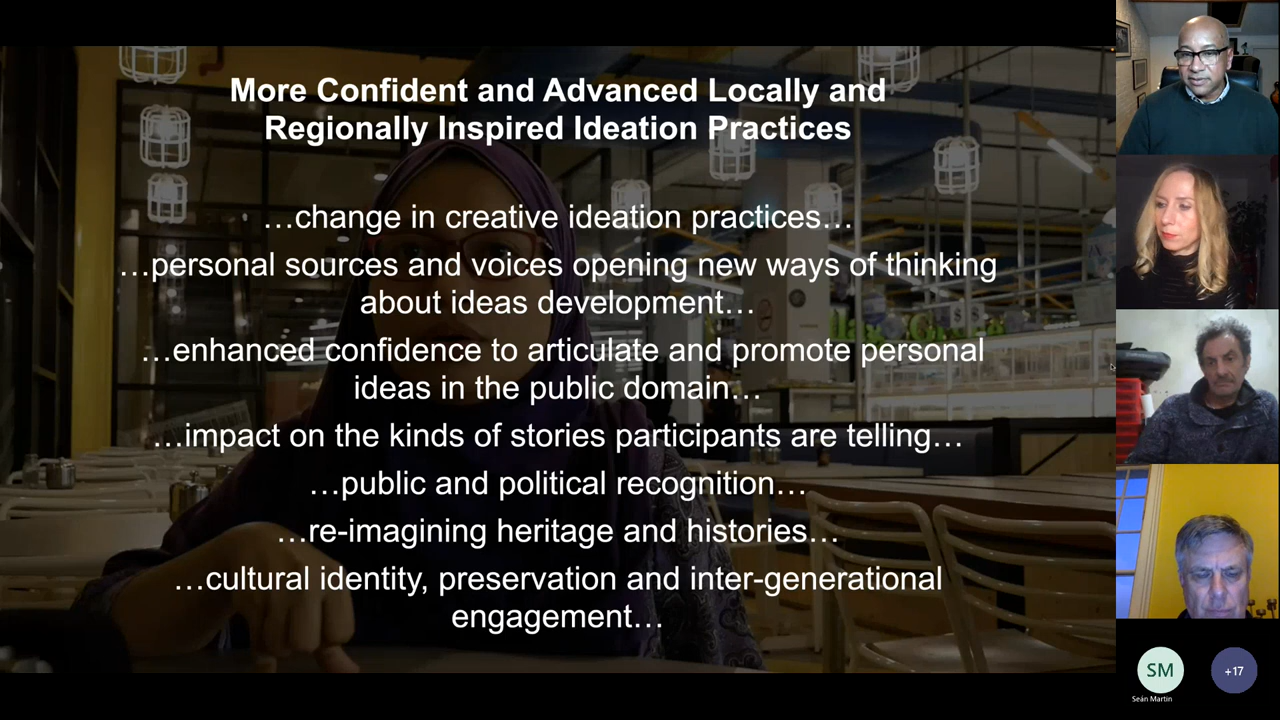 More Confident and Advanced Locally and
Regionally Inspired Ideation Practices
…change in creative ideation practices…
…personal sources and voices opening new ways of thinking
about ideas development…
…enhanced confidence to articulate and promote personal
ideas in the public domain…
…impact on the kinds of stories participants are telling…
…public and political recognition…
…re-imagining heritage and histories…
…cultural identity, preservation and inter-generational
engagement…
SM
+17
Seán Martin